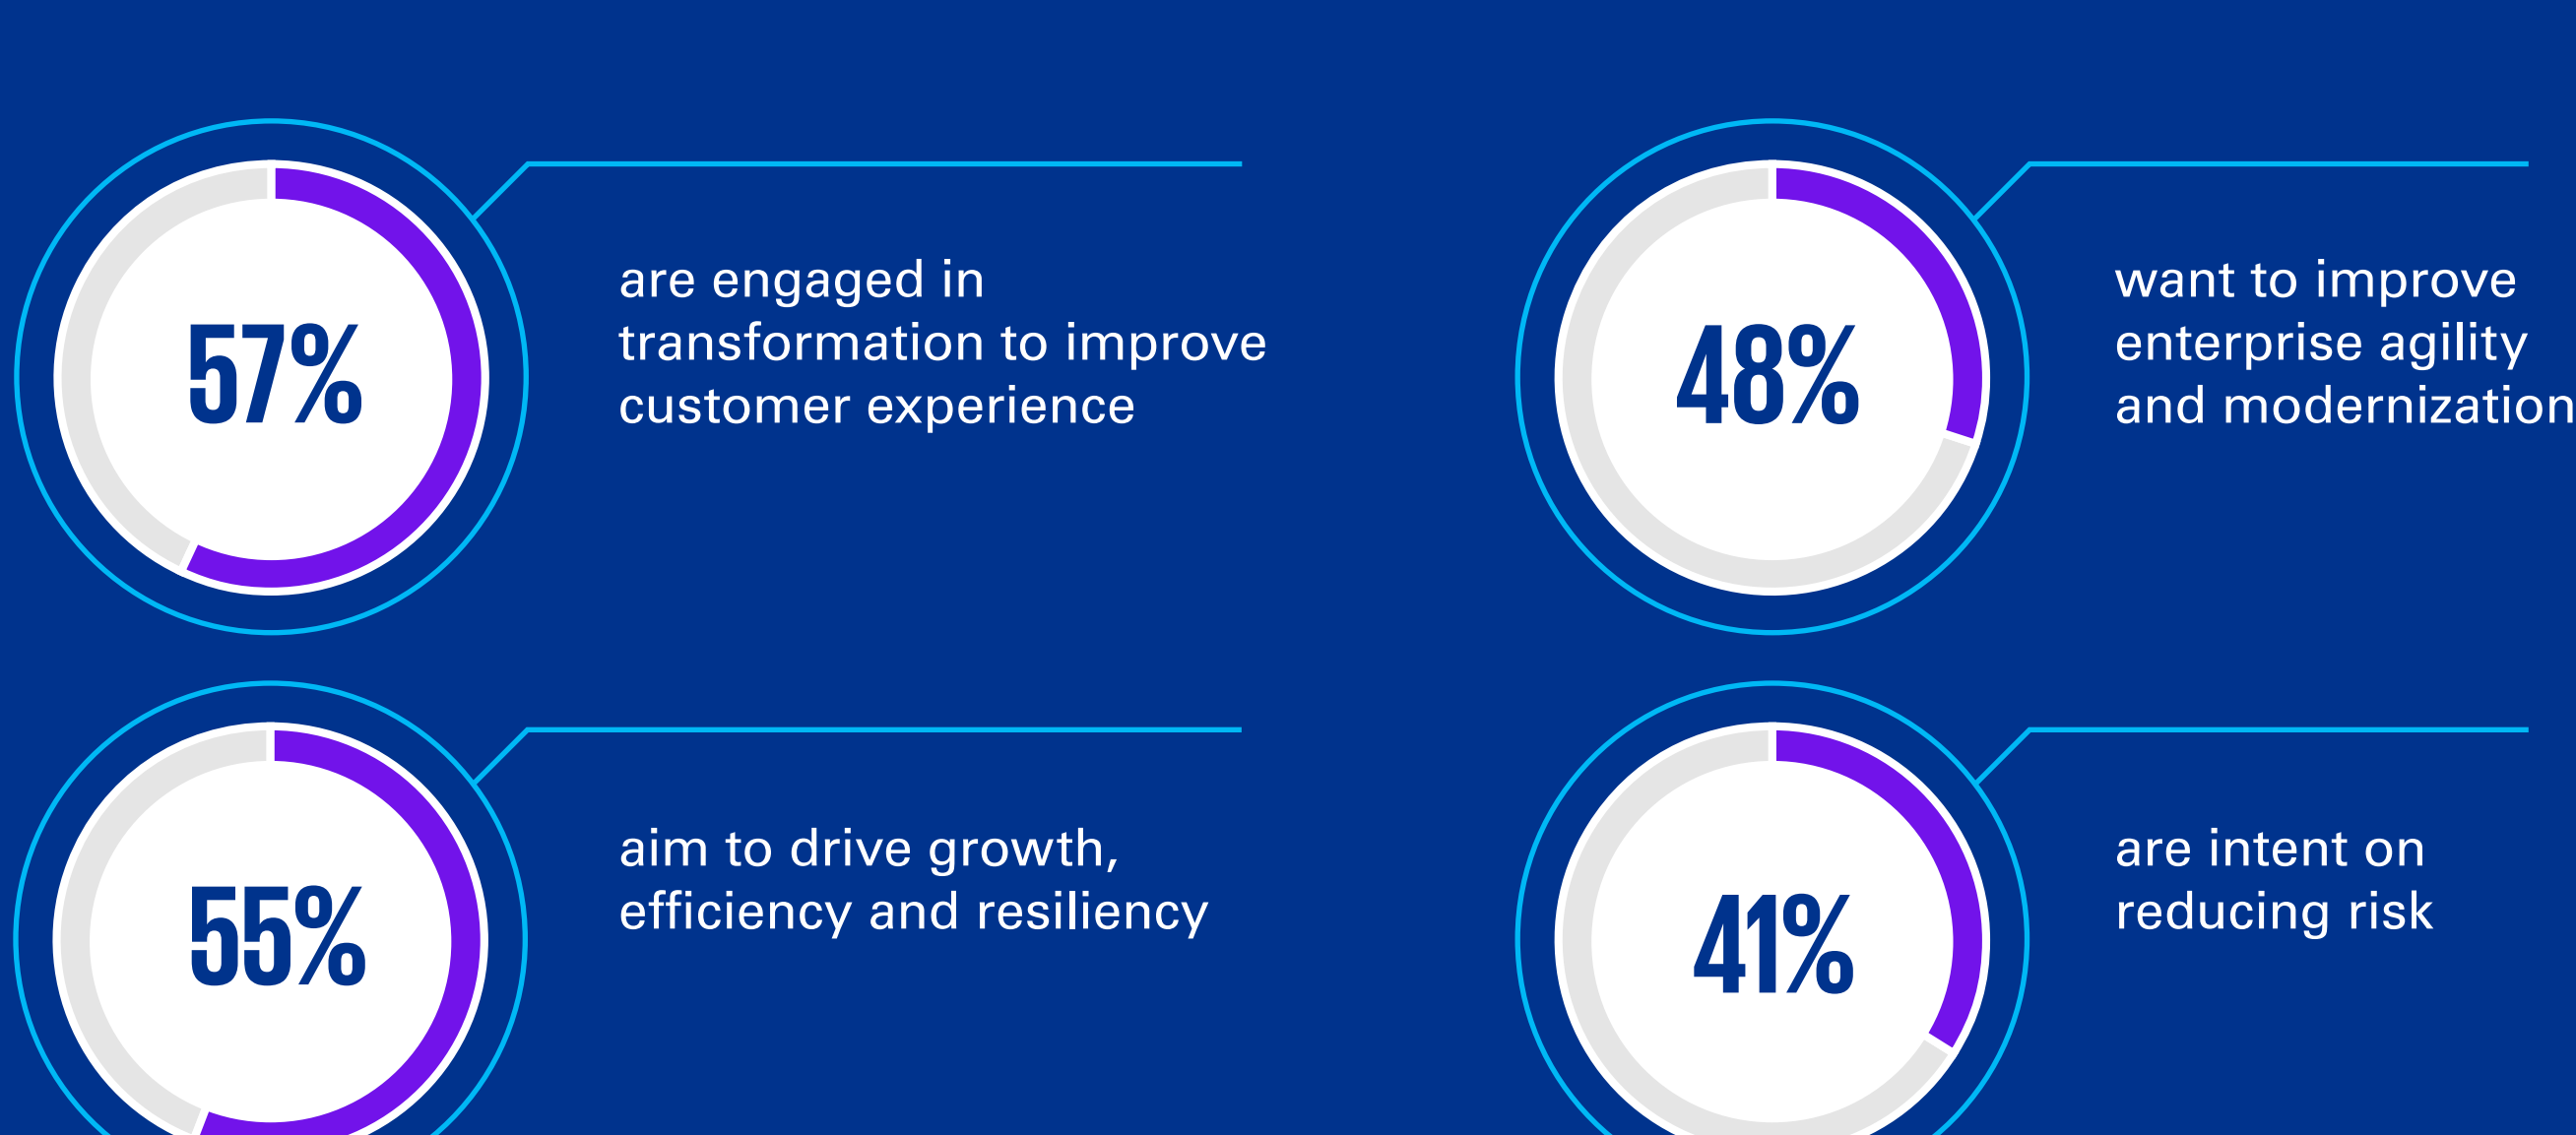 57%
are engaged in
transformation to improve
customer experience
48%
want to improve
enterprise agility
and modernization
55%
aim to drive growth,
efficiency and resiliency
41%
are intent on
reducing risk